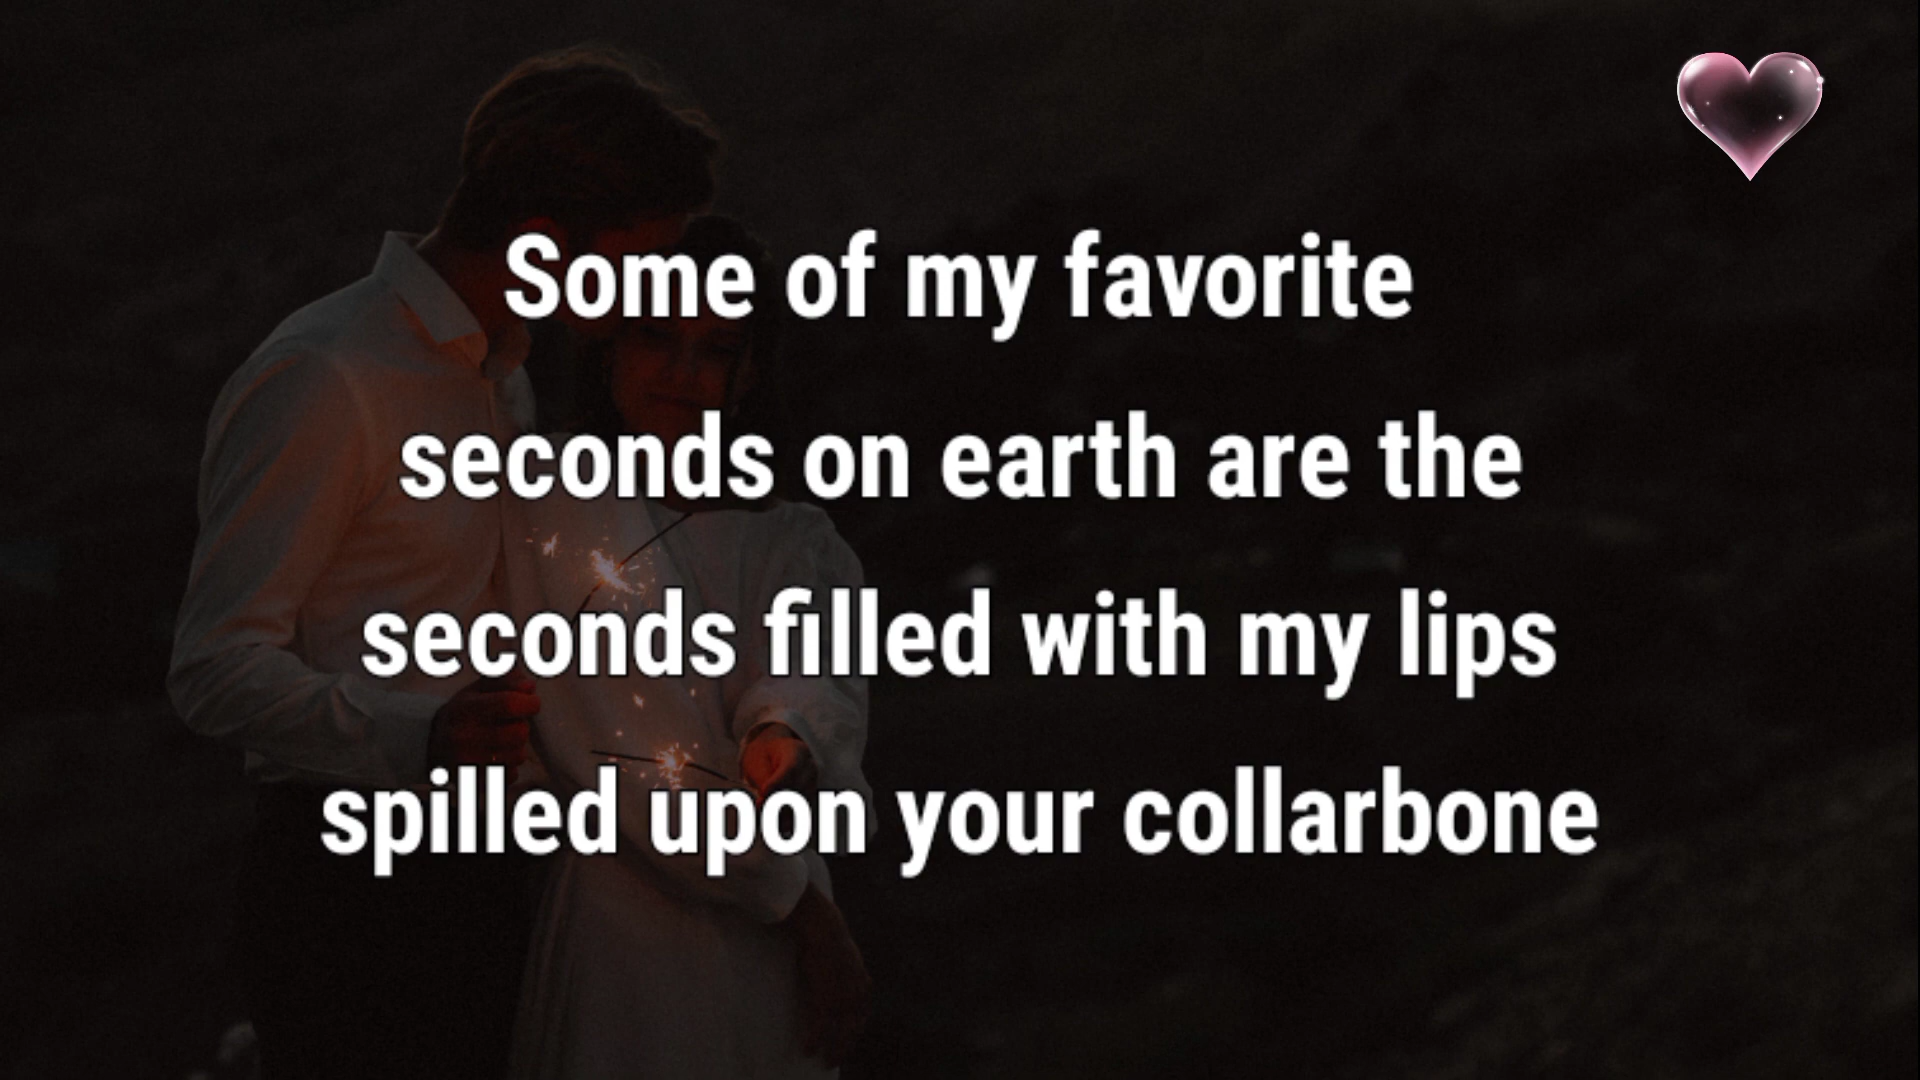 Some of my favorite
seconds on earth are the
seconds filled with my lips
spilled upon your collarbone